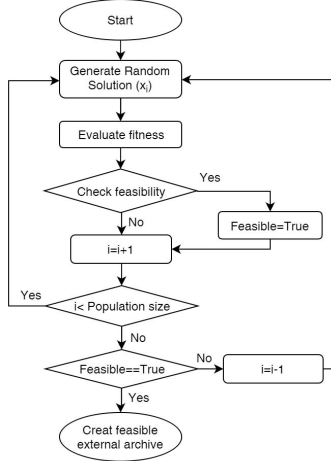 Start
Generate Random
Solution (xi)
Evaluate fitness
Check feasibility
Yes
Feasible=True
No
i=i+1
Yes
i< Population size
No
Feasible==True
No
i=i-1
Yes
Creat feasible
external archive